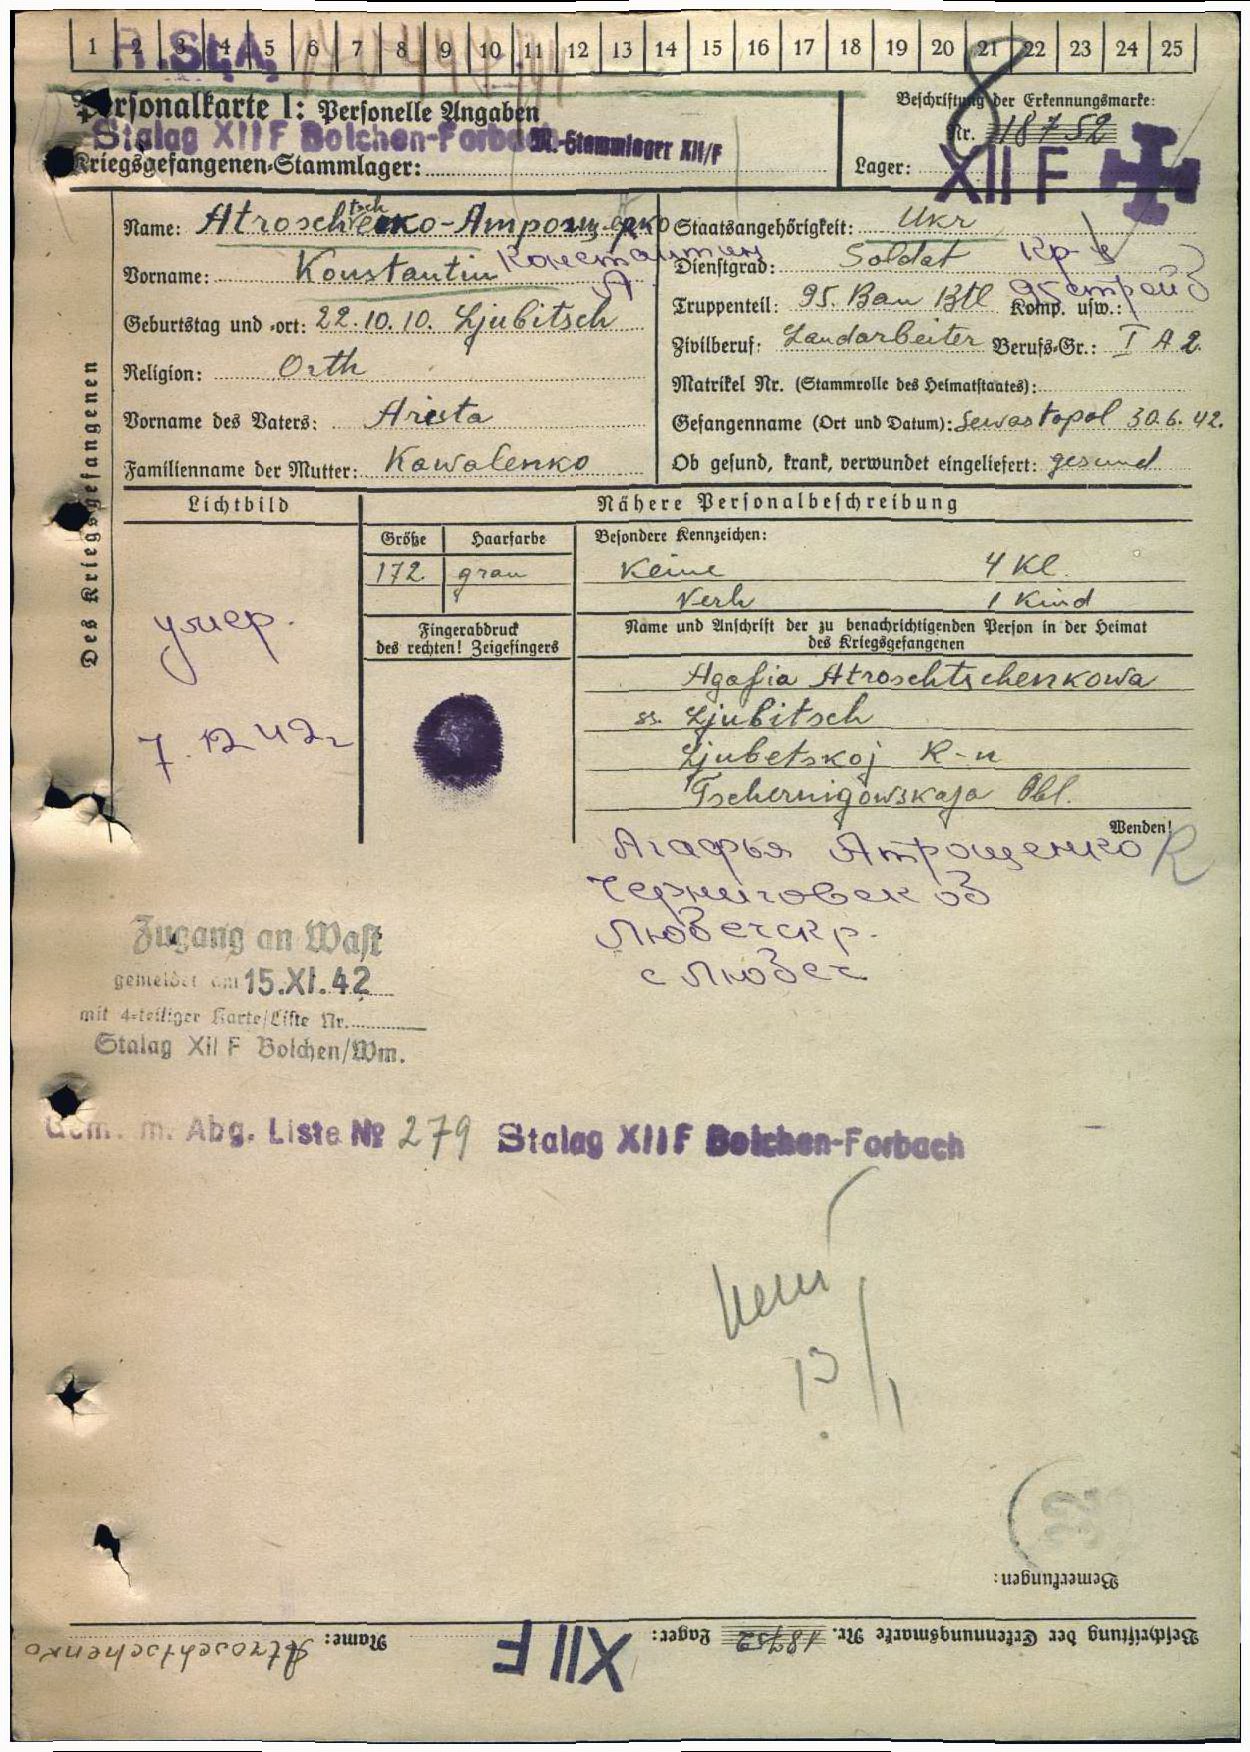 1 2 3 4 5 6 7 8 9 10 11 12 13 14 15 16 17 18 19 20 21 22 23 24 25
Personalkarte I: Personelle Angaben
Stalag XII F Bolchen-Forbach M.-Stammlager XII/F
Kriegsgefangenen-Stammlager:
Beschriftung der Erkennungsmarke:
Nr. 18752
Lager: XII F
Des Kriegsgefangenen
Name: Atroschtschenko-Атрощенко
Vorname: Konstantin Константин А
Geburtstag und -ort: 22.10.10. Ljubitsch
Religion: Orth
Vorname des Vaters: Arista
Familienname der Mutter: Kowalenko
Staatsangehörigkeit: Ukr
Dienstgrad: Soldat Кр-ц
Truppenteil: 95. Bau Btl Komp. usw.:
Zivilberuf: Landarbeiter Berufs-Gr.: I A 2.
Matrikel Nr. (Stammrolle des Heimatstaates):
Gefangenname (Ort und Datum): Sewastopol 30.6.42.
Ob gesund, krank, verwundet eingeliefert: gesund
Lichtbild
Nähere Personalbeschreibung
Größe Haarfarbe Besondere Kennzeichen:
172. grau Keine 4 Kl.
Verh 1 Kind
Fingerabdruck
des rechten! Zeigefingers
Name und Anschrift der zu benachrichtigenden Person in der Heimat
des Kriegsgefangenen
умер.
7.12 42г
Agafia Atroschtschenkowa
ss. Ljubitsch
Ljubetskoj R-n
Tschernigowskaja Obl.
Wenden!
Агафья Атрощенко R
Черниговск об
Любечск р.
с Любеч
Zugang an Wast
gemeldet am 15.XI.42
mit 4-teiliger Karte/Liste Nr.
Stalag XII F Bolchen/Wm.
Gem. m. Abg. Liste № 279 Stalag XII F Bolchen-Forbach
Bemerkungen:
Beschriftung der Erkennungsmarke Nr. 18752 Lager: XII F Name: Atroschtschenko